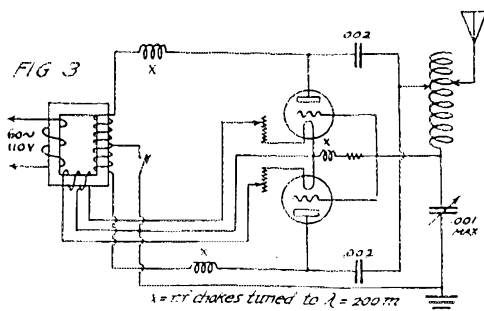 .002
X
FIG 3
60~
110V
X
.001
MAX
X
.002
X = r.f chokes tuned to λ = 200 m